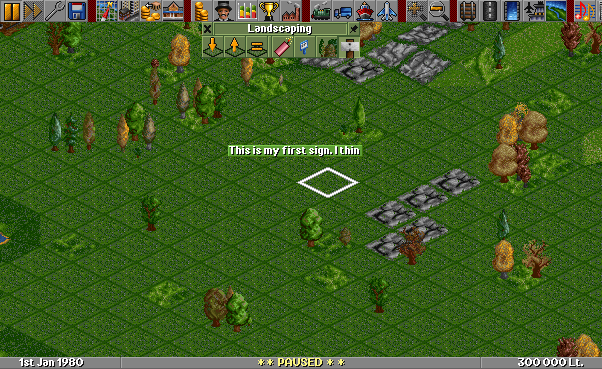 Landscaping
This is my first sign. I thin
1st Jan 1980
** PAUSED **
300 000 Lt.